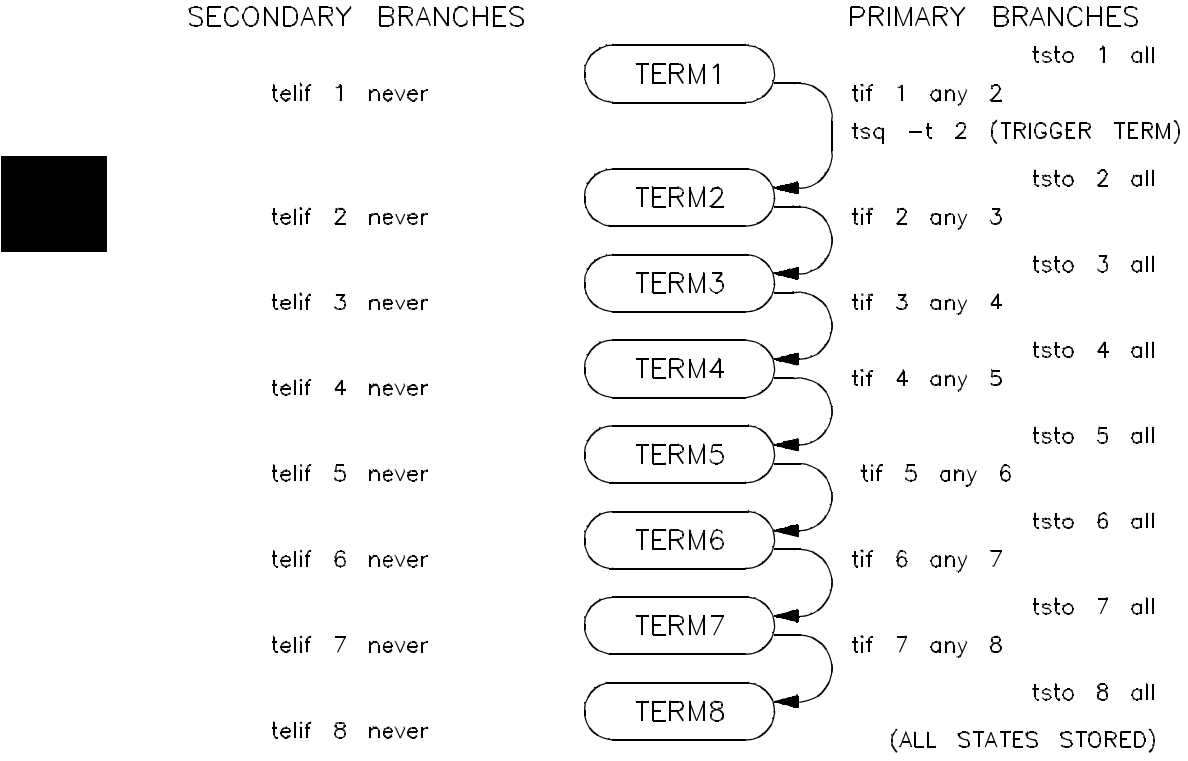 SECONDARY BRANCHES PRIMARY BRANCHES
tsto 1 all
TERM1
telif 1 never tif 1 any 2
tsq -t 2 (TRIGGER TERM)
tsto 2 all
TERM2
telif 2 never tif 2 any 3
tsto 3 all
TERM3
telif 3 never tif 3 any 4
tsto 4 all
TERM4
telif 4 never tif 4 any 5
tsto 5 all
TERM5
telif 5 never tif 5 any 6
tsto 6 all
TERM6
telif 6 never tif 6 any 7
tsto 7 all
TERM7
telif 7 never tif 7 any 8
tsto 8 all
TERM8
telif 8 never
(ALL STATES STORED)